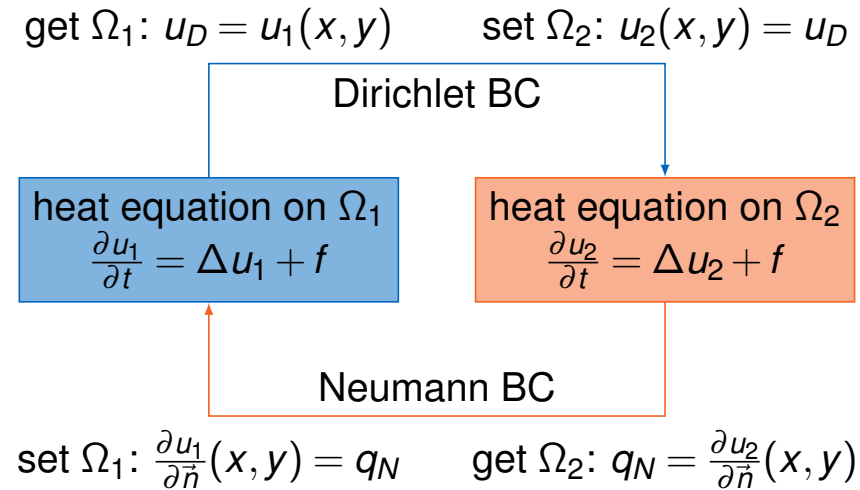 get Ω₁: u_D = u₁(x, y)
set Ω₂: u₂(x, y) = u_D
Dirichlet BC
heat equation on Ω₁
∂u₁/∂t = Δu₁ + f
heat equation on Ω₂
∂u₂/∂t = Δu₂ + f
Neumann BC
set Ω₁: ∂u₁/∂n⃗(x, y) = q_N
get Ω₂: q_N = ∂u₂/∂n⃗(x, y)